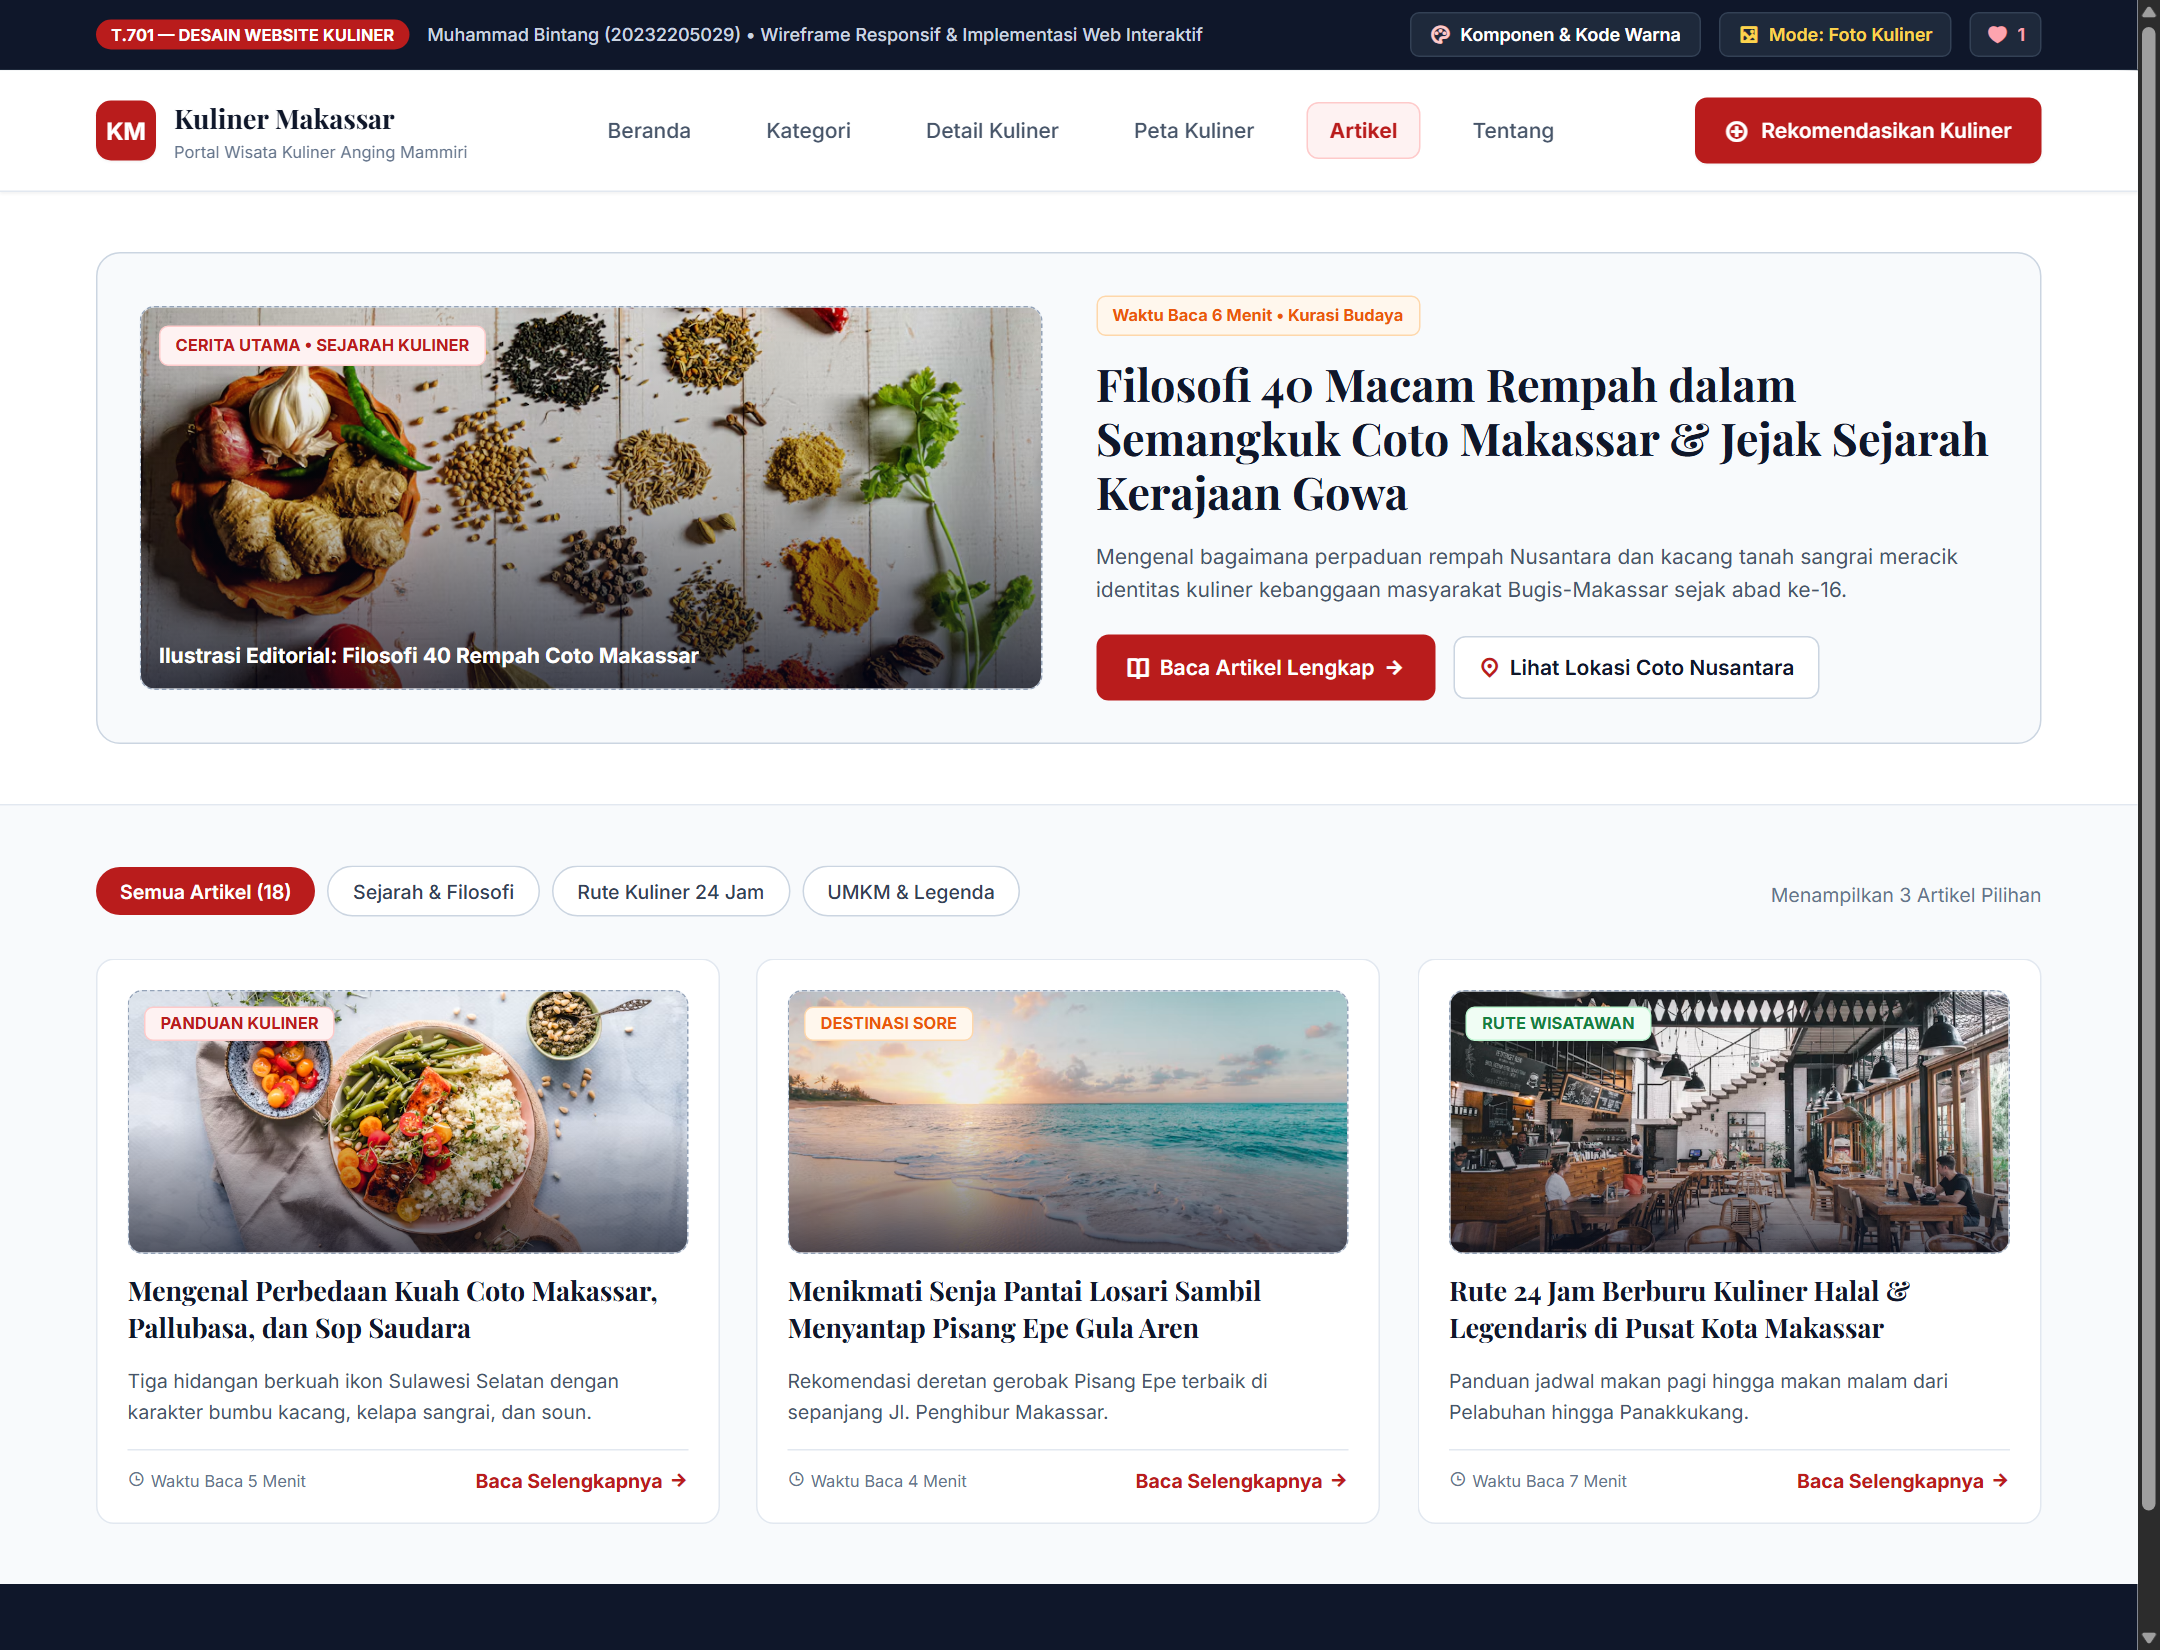 T.701 — DESAIN WEBSITE KULINER
Muhammad Bintang (20232205029) • Wireframe Responsif & Implementasi Web Interaktif
Komponen & Kode Warna
Mode: Foto Kuliner
1
KM
Kuliner Makassar
Portal Wisata Kuliner Anging Mammiri
Beranda
Kategori
Detail Kuliner
Peta Kuliner
Artikel
Tentang
Rekomendasikan Kuliner
CERITA UTAMA • SEJARAH KULINER
Ilustrasi Editorial: Filosofi 40 Rempah Coto Makassar
Waktu Baca 6 Menit • Kurasi Budaya
Filosofi 40 Macam Rempah dalam
Semangkuk Coto Makassar & Jejak Sejarah
Kerajaan Gowa
Mengenal bagaimana perpaduan rempah Nusantara dan kacang tanah sangrai meracik
identitas kuliner kebanggaan masyarakat Bugis-Makassar sejak abad ke-16.
Baca Artikel Lengkap →
Lihat Lokasi Coto Nusantara
Semua Artikel (18)
Sejarah & Filosofi
Rute Kuliner 24 Jam
UMKM & Legenda
Menampilkan 3 Artikel Pilihan
PANDUAN KULINER
Mengenal Perbedaan Kuah Coto Makassar,
Pallubasa, dan Sop Saudara
Tiga hidangan berkuah ikon Sulawesi Selatan dengan
karakter bumbu kacang, kelapa sangrai, dan soun.
Waktu Baca 5 Menit
Baca Selengkapnya →
DESTINASI SORE
Menikmati Senja Pantai Losari Sambil
Menyantap Pisang Epe Gula Aren
Rekomendasi deretan gerobak Pisang Epe terbaik di
sepanjang Jl. Penghibur Makassar.
Waktu Baca 4 Menit
Baca Selengkapnya →
RUTE WISATAWAN
Rute 24 Jam Berburu Kuliner Halal &
Legendaris di Pusat Kota Makassar
Panduan jadwal makan pagi hingga makan malam dari
Pelabuhan hingga Panakkukang.
Waktu Baca 7 Menit
Baca Selengkapnya →